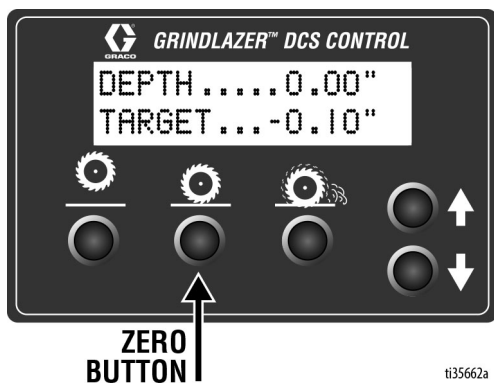 GRACO
GRINDLAZER™ DCS CONTROL
DEPTH.....0.00"
TARGET...-0.10"
ZERO
BUTTON
ti35662a